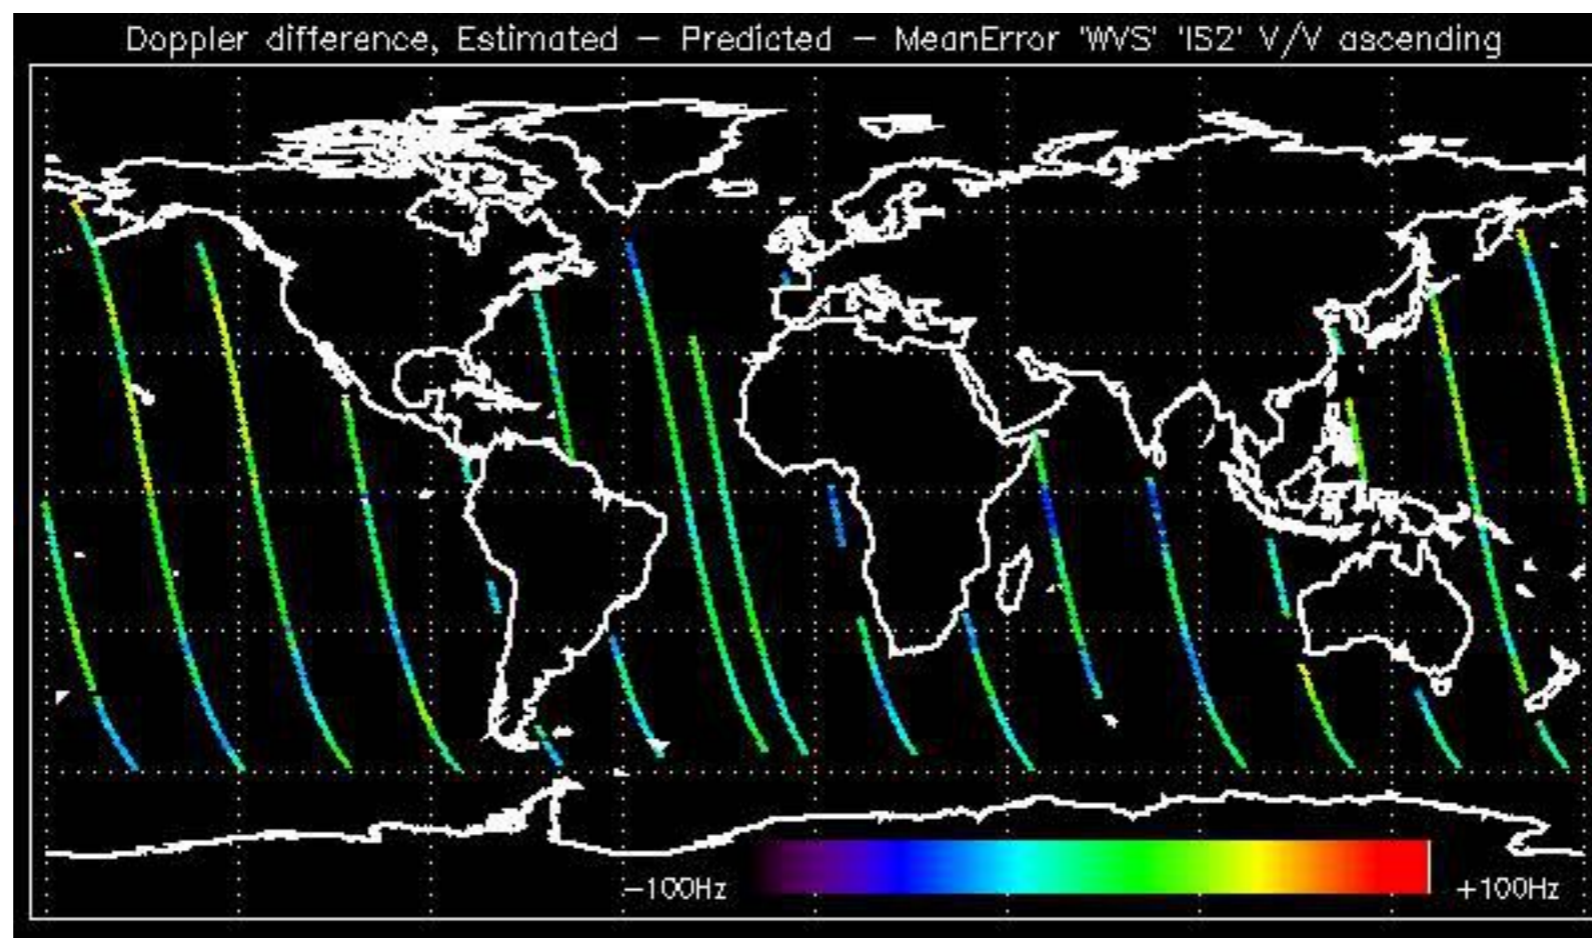 Doppler difference, Estimated – Predicted – MeanError 'WVS' 'IS2' V/V ascending
−100Hz +100Hz